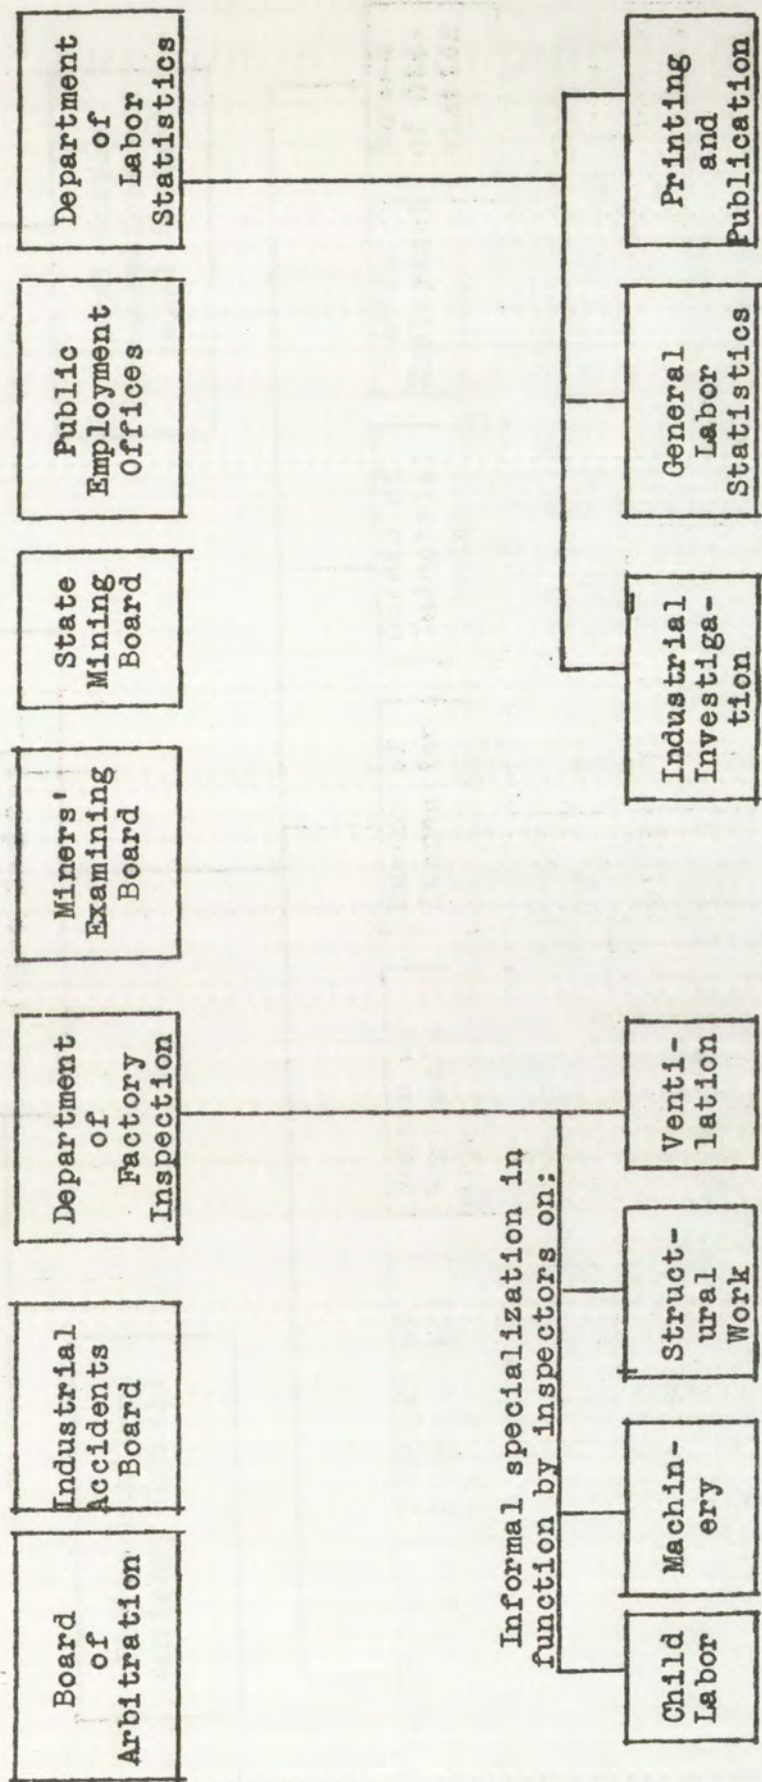 Board
of
Arbitration
Industrial
Accidents
Board
Department
of
Factory
Inspection
Miners'
Examining
Board
State
Mining
Board
Public
Employment
Offices
Department
of
Labor
Statistics
Informal specialization in
function by inspectors on:
Child
Labor
Machin-
ery
Struct-
ural
Work
Venti-
lation
Industrial
Investiga-
tion
General
Labor
Statistics
Printing
and
Publication